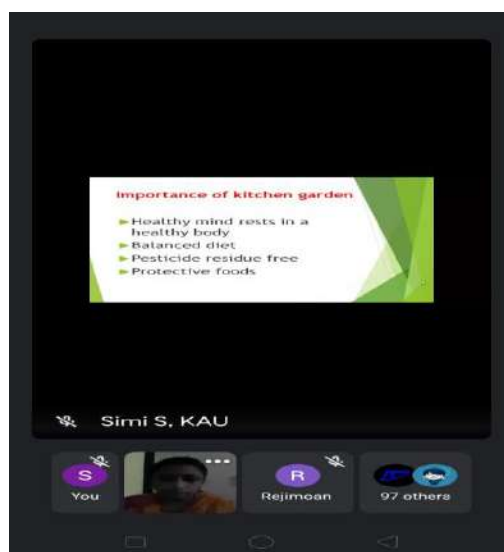 Importance of kitchen garden
Healthy mind rests in a
healthy body
Balanced diet
Pesticide residue free
Protective foods
Simi S, KAU
S
R
You
Rejimoan
97 others